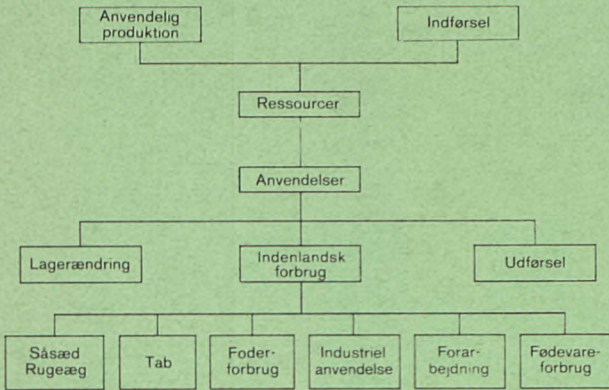 Anvendelig
produktion
Indførsel
Ressourcer
Anvendelser
Lagerændring
Indenlandsk
forbrug
Udførsel
Såsæd
Rugeæg
Tab
Foder-
forbrug
Industriel
anvendelse
Forar-
bejdning
Fødevare-
forbrug